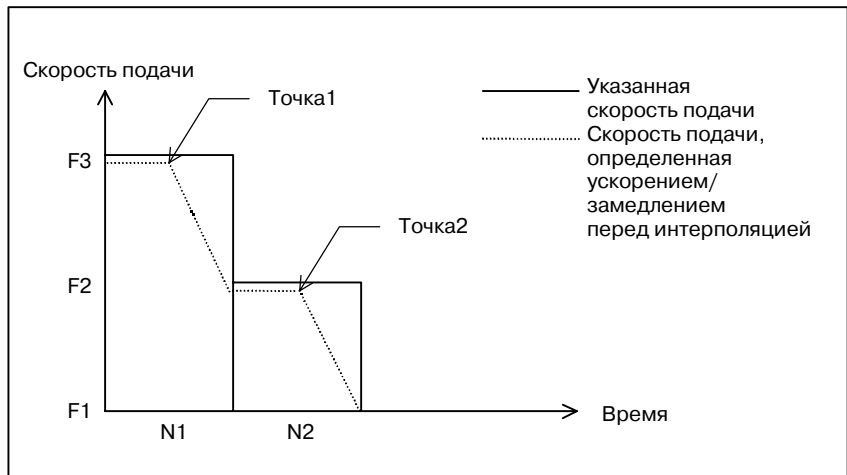 Скорость подачи
Точка1
Указанная
скорость подачи
Скорость подачи,
определенная
ускорением/
замедлением
перед интерполяцией
F3
Точка2
F2
F1
Время
N1
N2